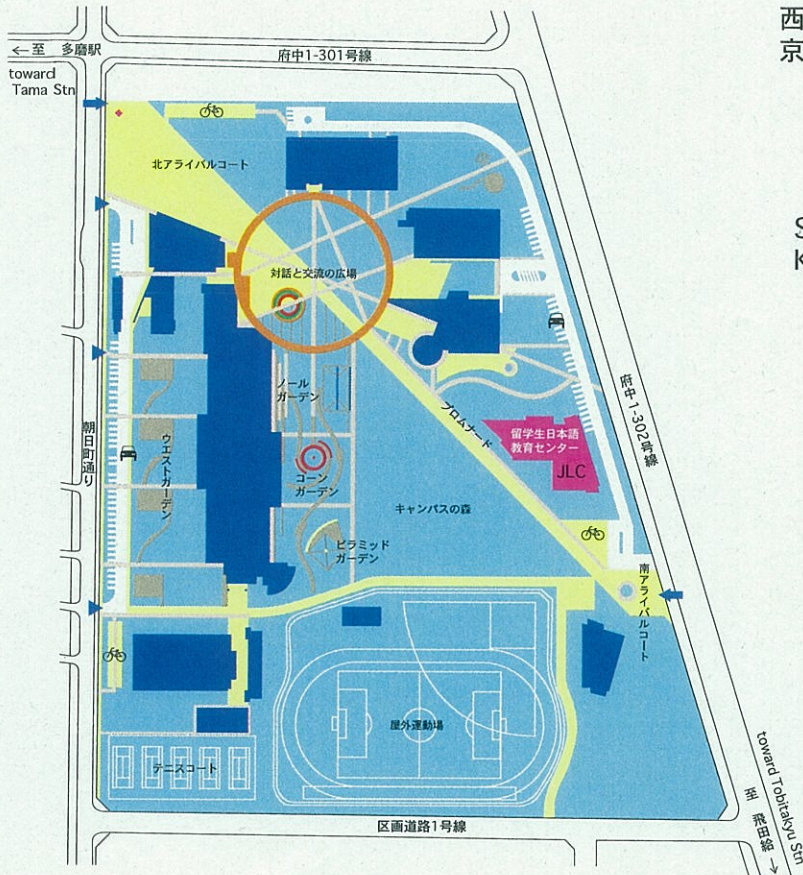 西
京
←至 多磨駅
toward
Tama Stn
府中1-301号線
北アライバルコート
S
K
対話と交流の広場
ノール
ガーデン
プロムナード
府中1-302号線
朝日町通り
ウエストガーデン
留学生日本語
教育センター
JLC
コーン
ガーデン
キャンパスの森
ピラミッド
ガーデン
南アライバルコート
屋外運動場
テニスコート
toward Tobitakyu Stn
至 飛田給→
区画道路1号線